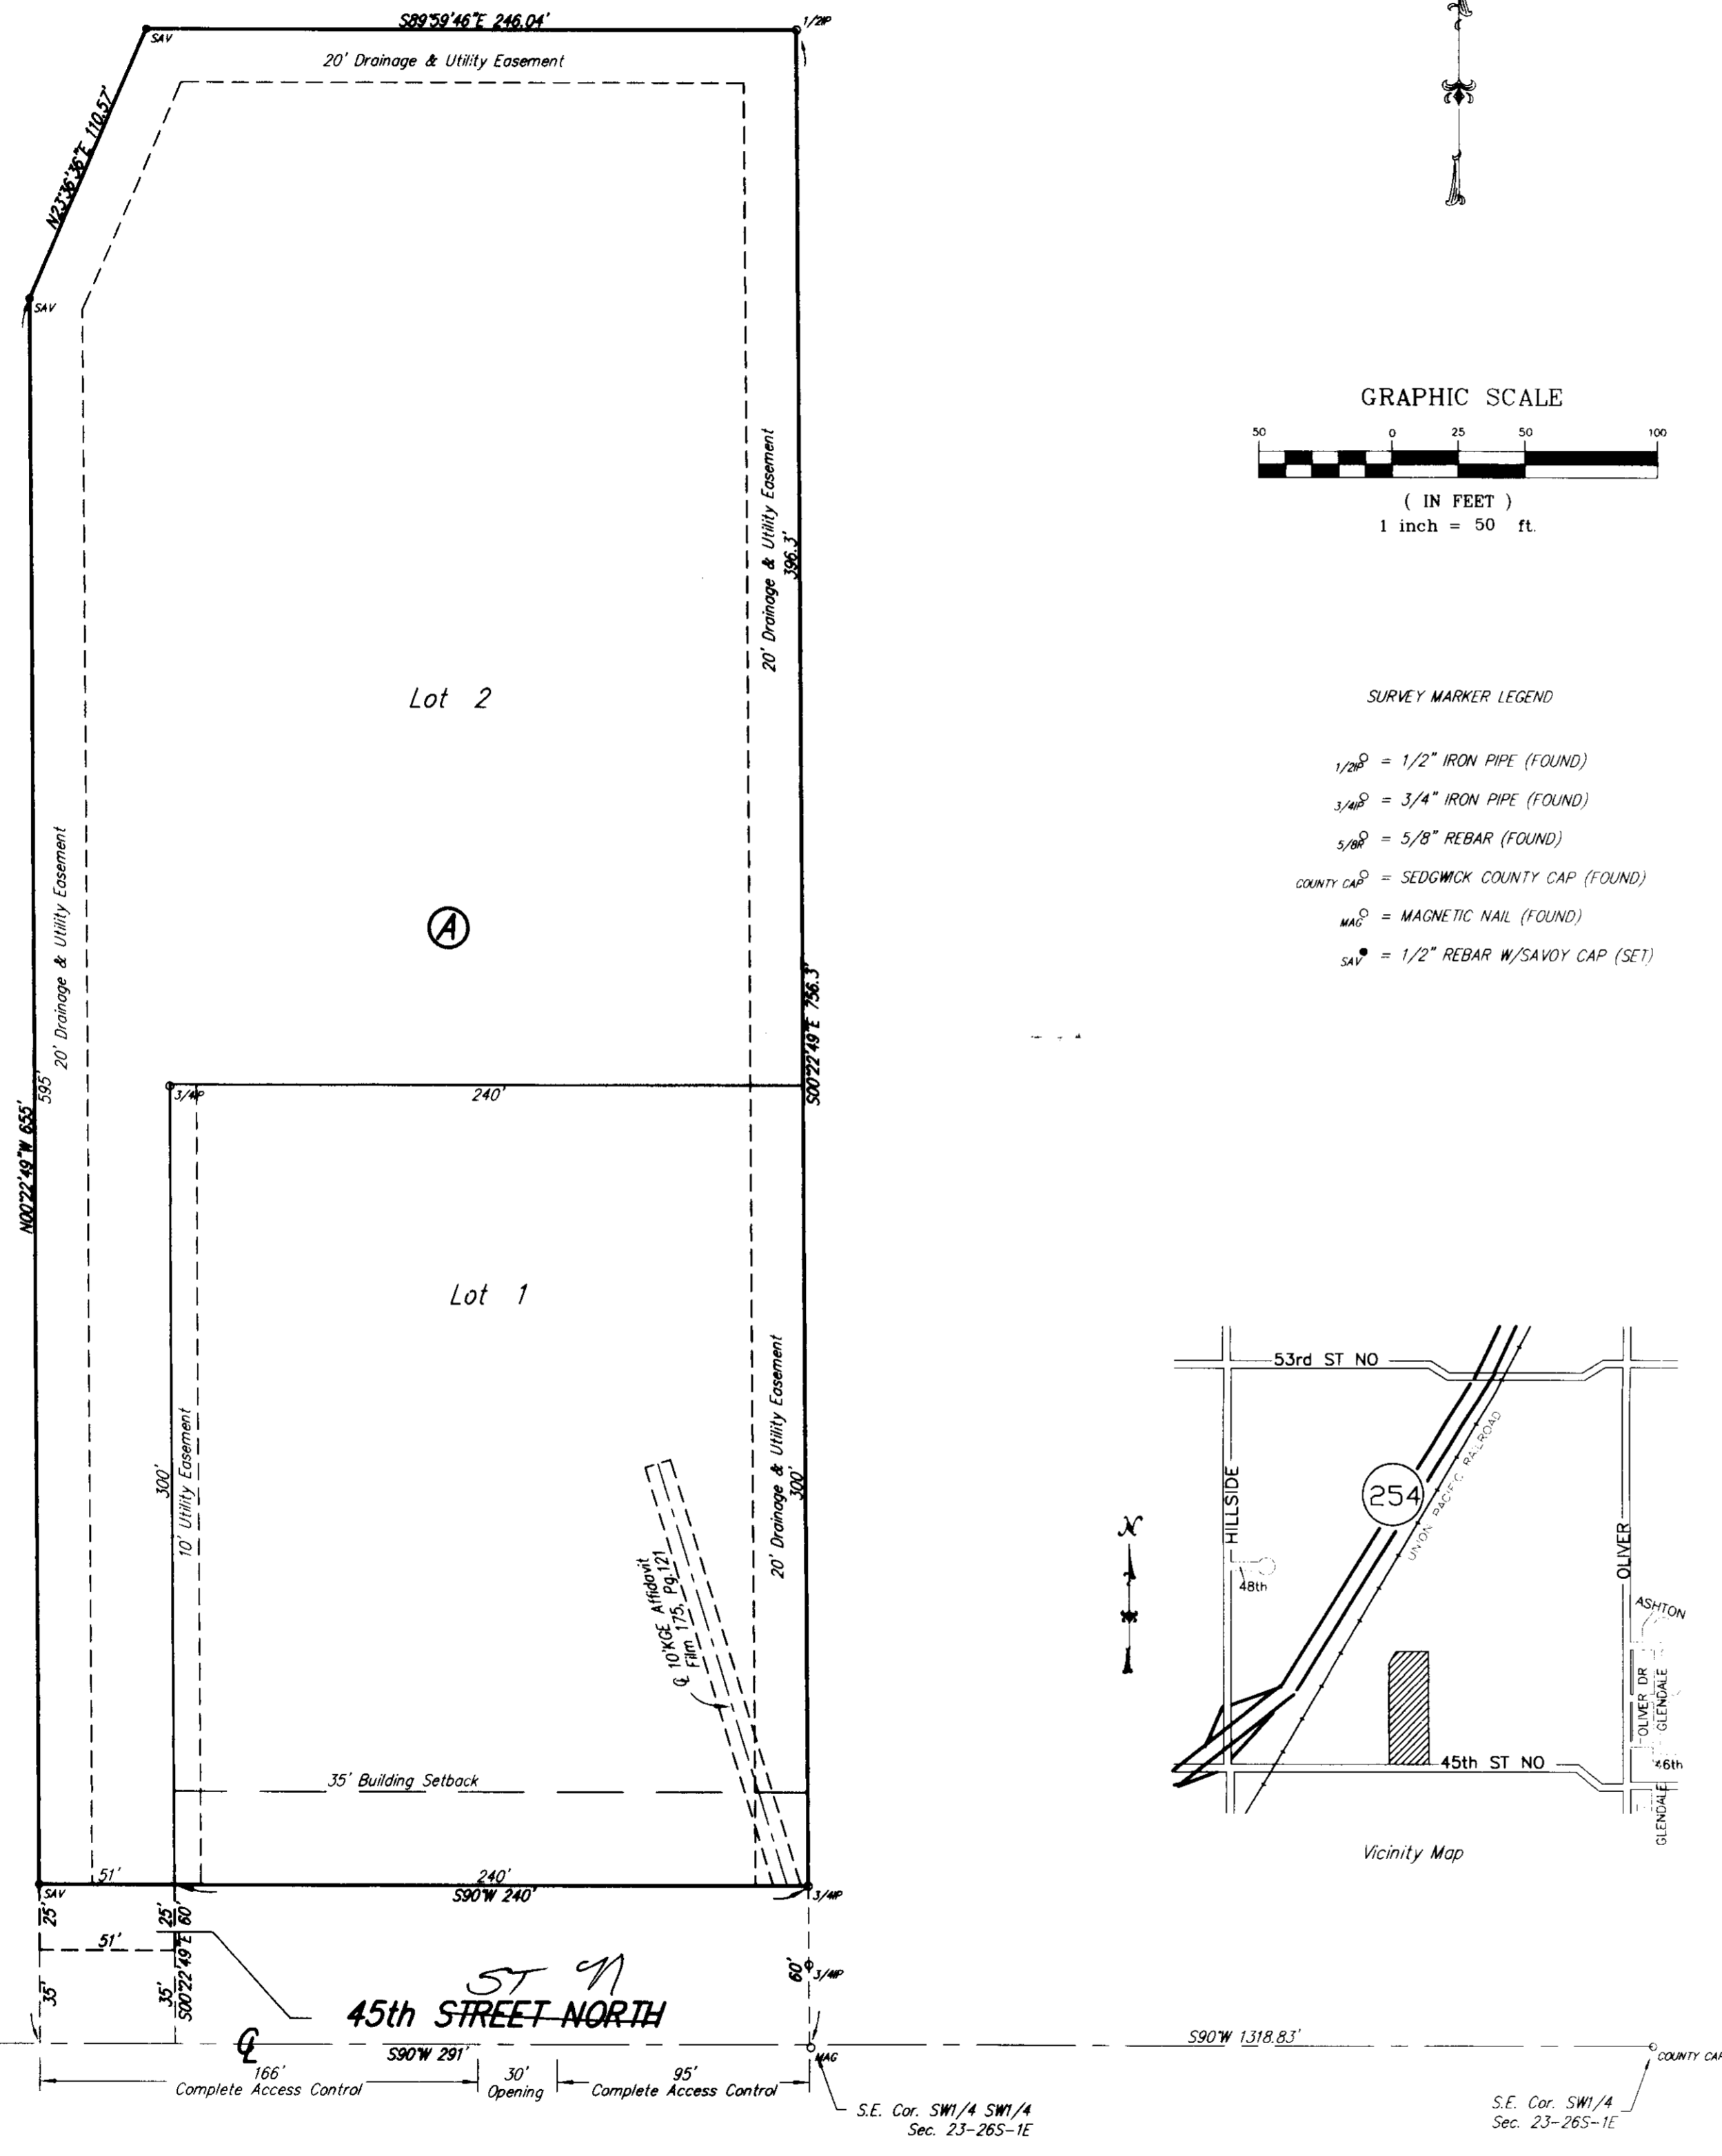 S89°59'46"E 246.04'
1/2IP
SAV
20' Drainage & Utility Easement
N23°36'36"E 110.57'
SAV
GRAPHIC SCALE
50 0 25 50 100
( IN FEET )
1 inch = 50 ft.
20' Drainage & Utility Easement
396.3'
Lot 2
SURVEY MARKER LEGEND
1/2IP = 1/2" IRON PIPE (FOUND)
3/4IP = 3/4" IRON PIPE (FOUND)
5/8R = 5/8" REBAR (FOUND)
COUNTY CAP = SEDGWICK COUNTY CAP (FOUND)
MAG = MAGNETIC NAIL (FOUND)
SAV = 1/2" REBAR W/SAVOY CAP (SET)
20' Drainage & Utility Easement
A
S00°22'49"E 756.3'
595'
N00°22'49"W 655'
3/4IP
240'
Lot 1
300'
10' Utility Easement
20' Drainage & Utility Easement
300'
℄ 10' KGE Affidavit
Film 175, Pg.121
35' Building Setback
51'
240'
SAV
S90°W 240'
3/4IP
25'
25'
S00°22'49"E 60'
51'
35'
35'
60'
3/4IP
ST N
45th STREET NORTH
℄
S90°W 291'
MAG
S90°W 1318.83'
COUNTY CAP
166'
Complete Access Control
30'
Opening
95'
Complete Access Control
S.E. Cor. SW1/4 SW1/4
Sec. 23-26S-1E
S.E. Cor. SW1/4
Sec. 23-26S-1E
53rd ST NO
HILLSIDE
254
UNION PACIFIC RAILROAD
OLIVER
N
48th
ASHTON
OLIVER DR
GLENDALE
45th ST NO
46th
GLENDALE
Vicinity Map